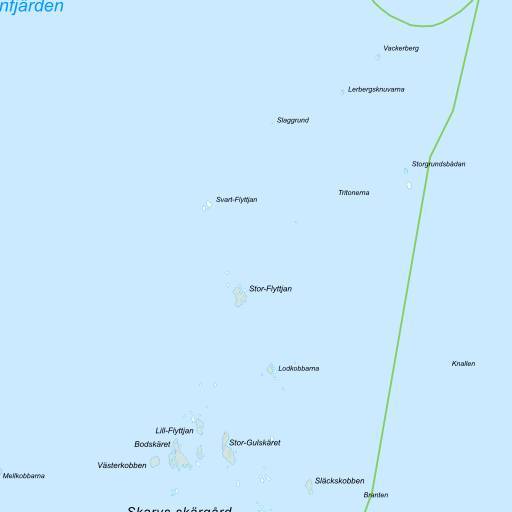 nfjärden
Vackerberg
Lerbergsknuvarna
Slaggrund
Storgrundsbådan
Tritonerna
Svart-Flyttjan
Stor-Flyttjan
Knallen
Lodkobbarna
Lill-Flyttjan
Bodskäret
Stor-Gulskäret
Västerkobben
Mellkobbarna
Släckskobben
Branten
Skarvs skärgård